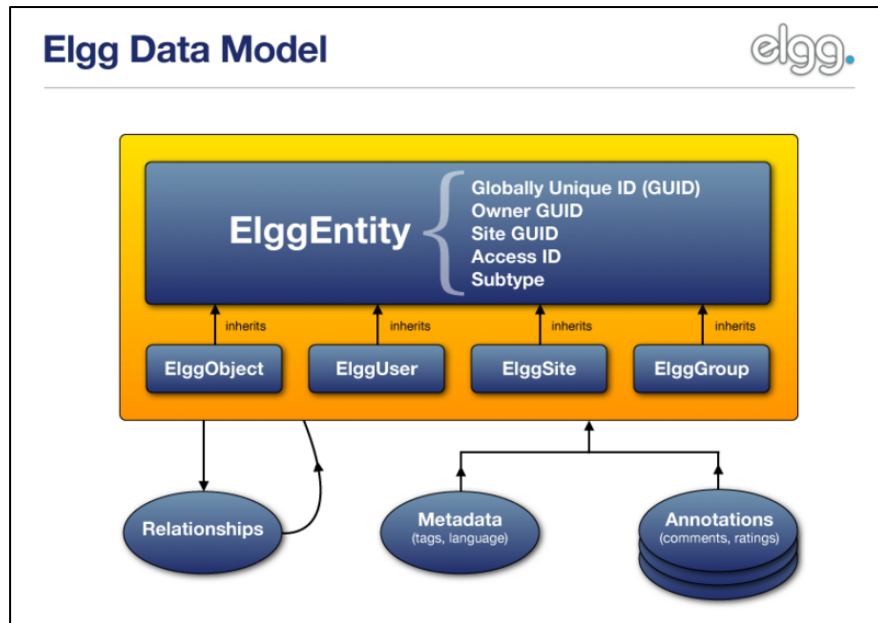 Elgg Data Model
elgg.
ElggEntity
Globally Unique ID (GUID)
Owner GUID
Site GUID
Access ID
Subtype
inherits
inherits
inherits
inherits
ElggObject
ElggUser
ElggSite
ElggGroup
Relationships
Metadata
(tags, language)
Annotations
(comments, ratings)